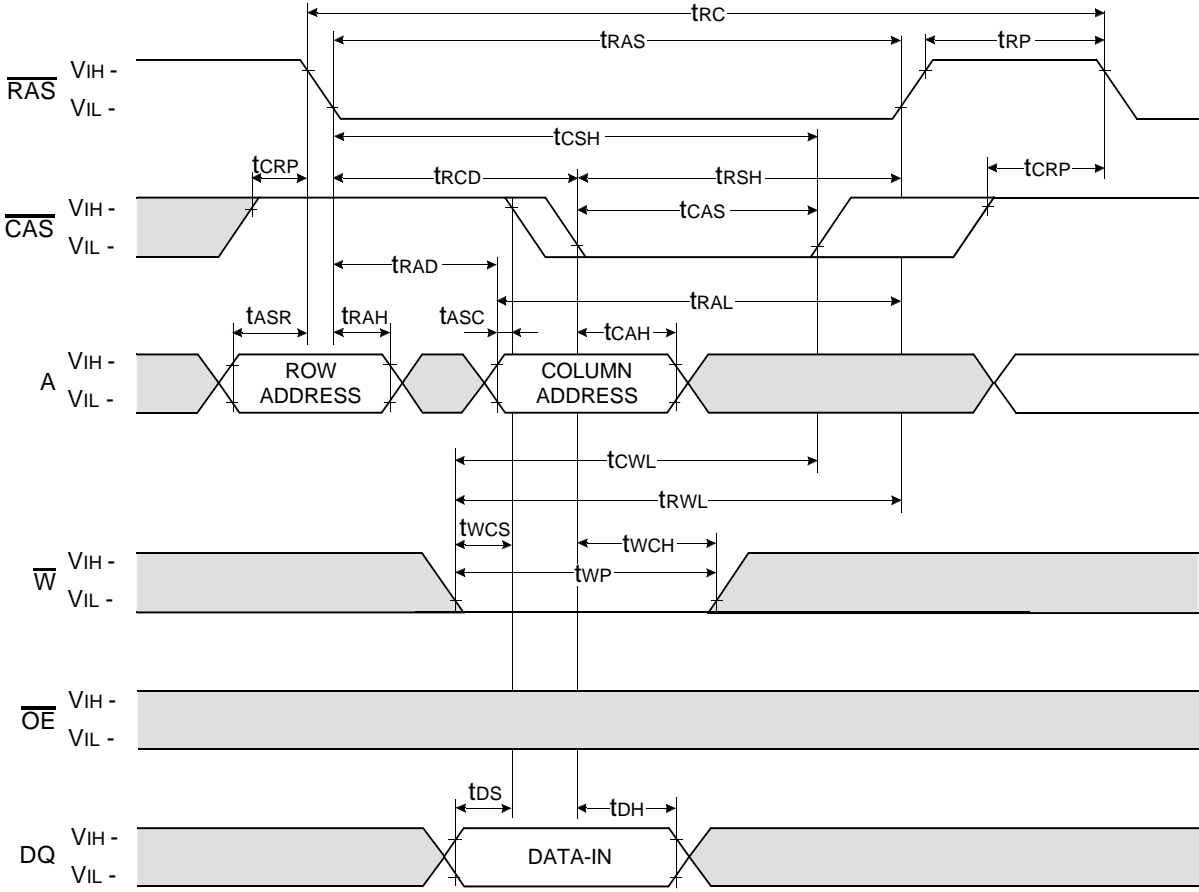 tRC
tRAS
tRP
RAS
VIH -
VIL -
tCSH
tCRP
tRCD
tRSH
tCRP
CAS
VIH -
VIL -
tCAS
tRAD
tRAL
tASR
tRAH
tASC
tCAH
A
VIH -
VIL -
ROW
ADDRESS
COLUMN
ADDRESS
tCWL
tRWL
tWCS
tWCH
W
VIH -
VIL -
tWP
OE
VIH -
VIL -
tDS
tDH
DQ
VIH -
VIL -
DATA-IN